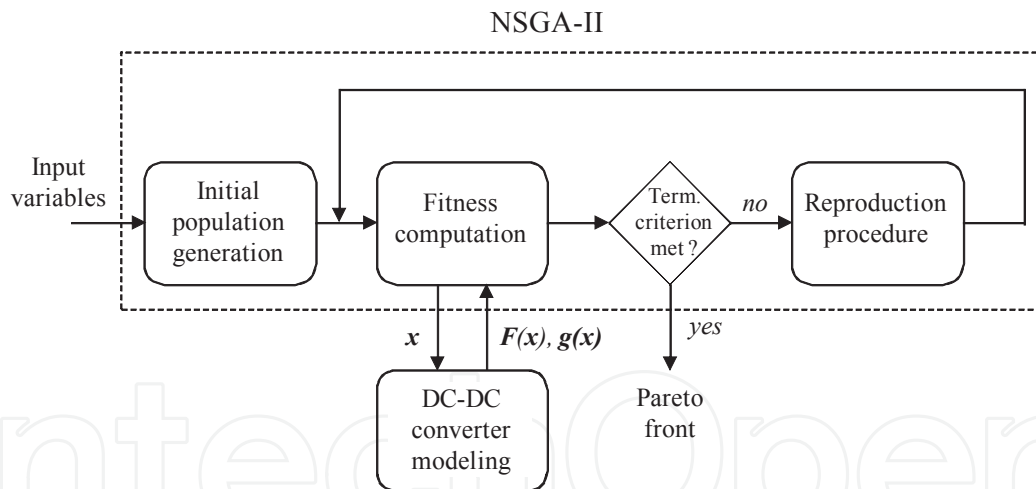 NSGA-II
Input
variables
Initial
population
generation
Fitness
computation
Term.
criterion
met ?
no
Reproduction
procedure
x
F(x), g(x)
yes
DC-DC
converter
modeling
Pareto
front
ntechOpen